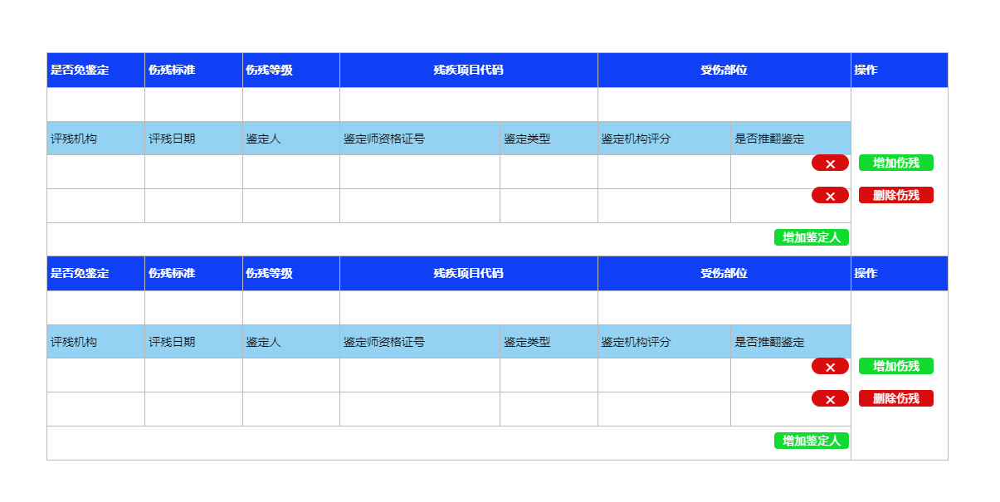 是否免鉴定 伤残标准 伤残等级 残疾项目代码 受伤部位 操作
评残机构 评残日期 鉴定人 鉴定师资格证号 鉴定类型 鉴定机构评分 是否推翻鉴定
× 增加伤残
× 删除伤残
增加鉴定人
是否免鉴定 伤残标准 伤残等级 残疾项目代码 受伤部位 操作
评残机构 评残日期 鉴定人 鉴定师资格证号 鉴定类型 鉴定机构评分 是否推翻鉴定
× 增加伤残
× 删除伤残
增加鉴定人